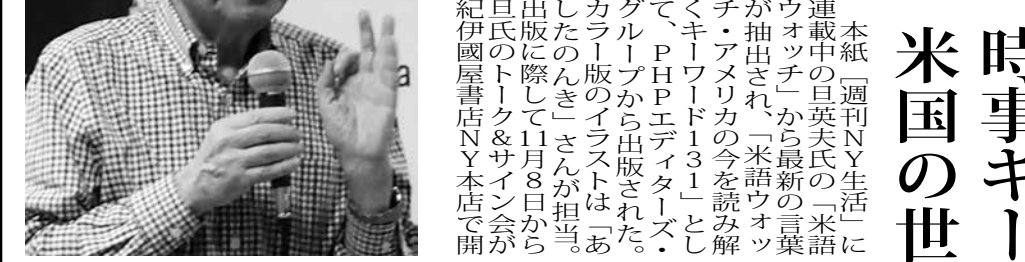 時事キー
米国の世
本紙［週刊ＮＹ生活］に
連載中の旦英夫氏の「米語
ウォッチ」から最新の言葉
が抽出され、「米語ウォッ
チ・アメリカの今を読み解
くキーワード１３１」とし
て、ＰＨＰエディターズ・
グループから出版された。
カラー版のイラストは「あ
したのんき」さんが担当。
出版に際して11月８日から
旦氏のトーク＆サイン会が
紀伊國屋書店ＮＹ本店で開
a